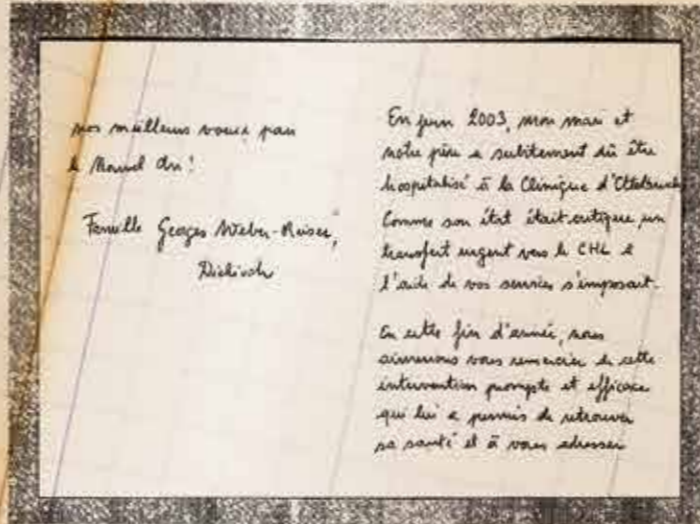 En juin 2003, mon mari et
notre père a subitement dû être
hospitalisé à la Clinique d'Ettelbruck
Comme son état était critique, un
transfert urgent vers le CHL à
l'aide de vos services s'imposait.
En cette fin d'année, nous
aimerions vous remercier de cette
intervention prompte et efficace
qui lui a permis de retrouver
sa santé et à vous adresser
nos meilleurs voeux pour
le Nouvel An!
Famille Georges Weber-Reiser,
Diekirch